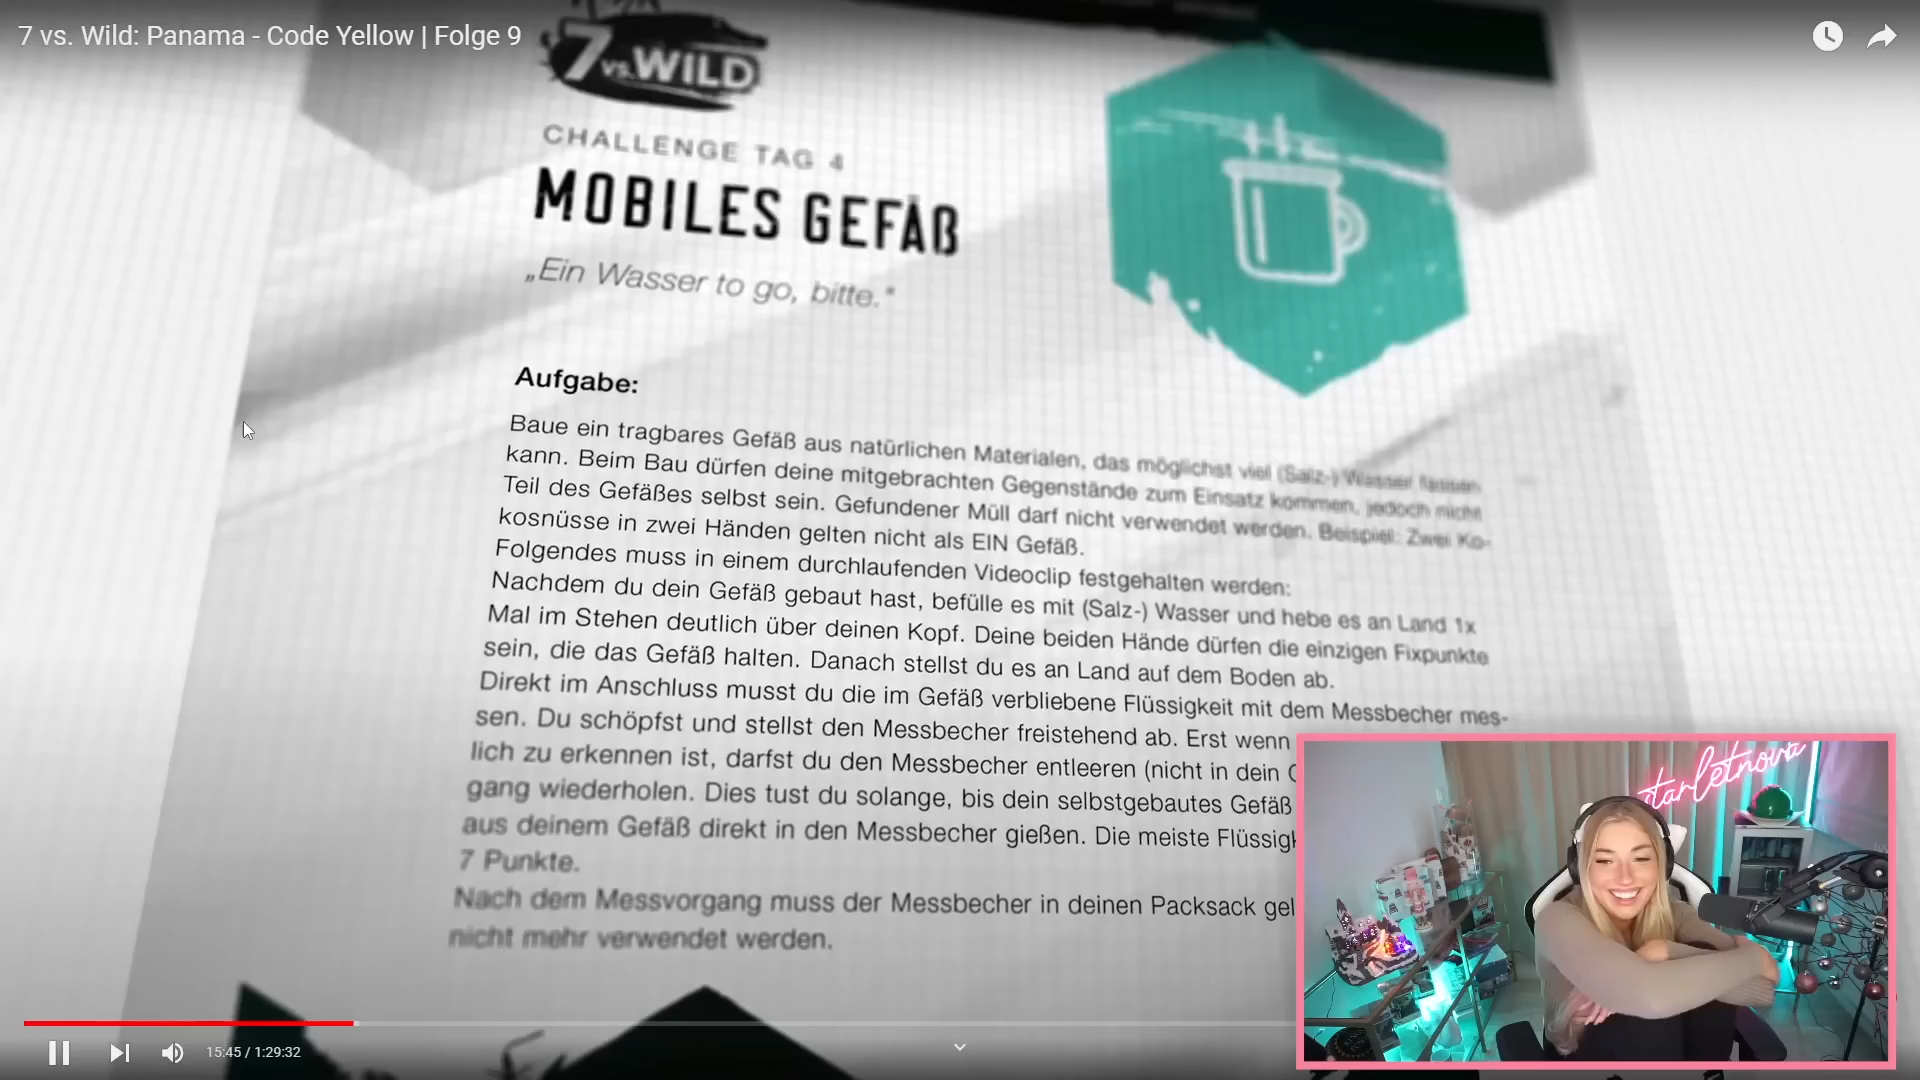 7 vs. Wild: Panama - Code Yellow | Folge 9
7 vs. WILD
CHALLENGE TAG 4
MOBILES GEFÄß
„Ein Wasser to go, bitte.“
Aufgabe:
Baue ein tragbares Gefäß aus natürlichen Materialen, das möglichst viel (Salz-) Wasser fassen
kann. Beim Bau dürfen deine mitgebrachten Gegenstände zum Einsatz kommen, jedoch nicht
Teil des Gefäßes selbst sein. Gefundener Müll darf nicht verwendet werden. Beispiel: Zwei Ko-
kosnüsse in zwei Händen gelten nicht als EIN Gefäß.
Folgendes muss in einem durchlaufenden Videoclip festgehalten werden:
Nachdem du dein Gefäß gebaut hast, befülle es mit (Salz-) Wasser und hebe es an Land 1x
Mal im Stehen deutlich über deinen Kopf. Deine beiden Hände dürfen die einzigen Fixpunkte
sein, die das Gefäß halten. Danach stellst du es an Land auf dem Boden ab.
Direkt im Anschluss musst du die im Gefäß verbliebene Flüssigkeit mit dem Messbecher mes-
sen. Du schöpfst und stellst den Messbecher freistehend ab. Erst wenn
lich zu erkennen ist, darfst du den Messbecher entleeren (nicht in dein
gang wiederholen. Dies tust du solange, bis dein selbstgebautes Gefäß
aus deinem Gefäß direkt in den Messbecher gießen. Die meiste
7 Punkte.
Nach dem Messvorgang muss der Messbecher in deinen Packsack
nicht mehr verwendet werden.
starletnova
15:45 / 1:29:32